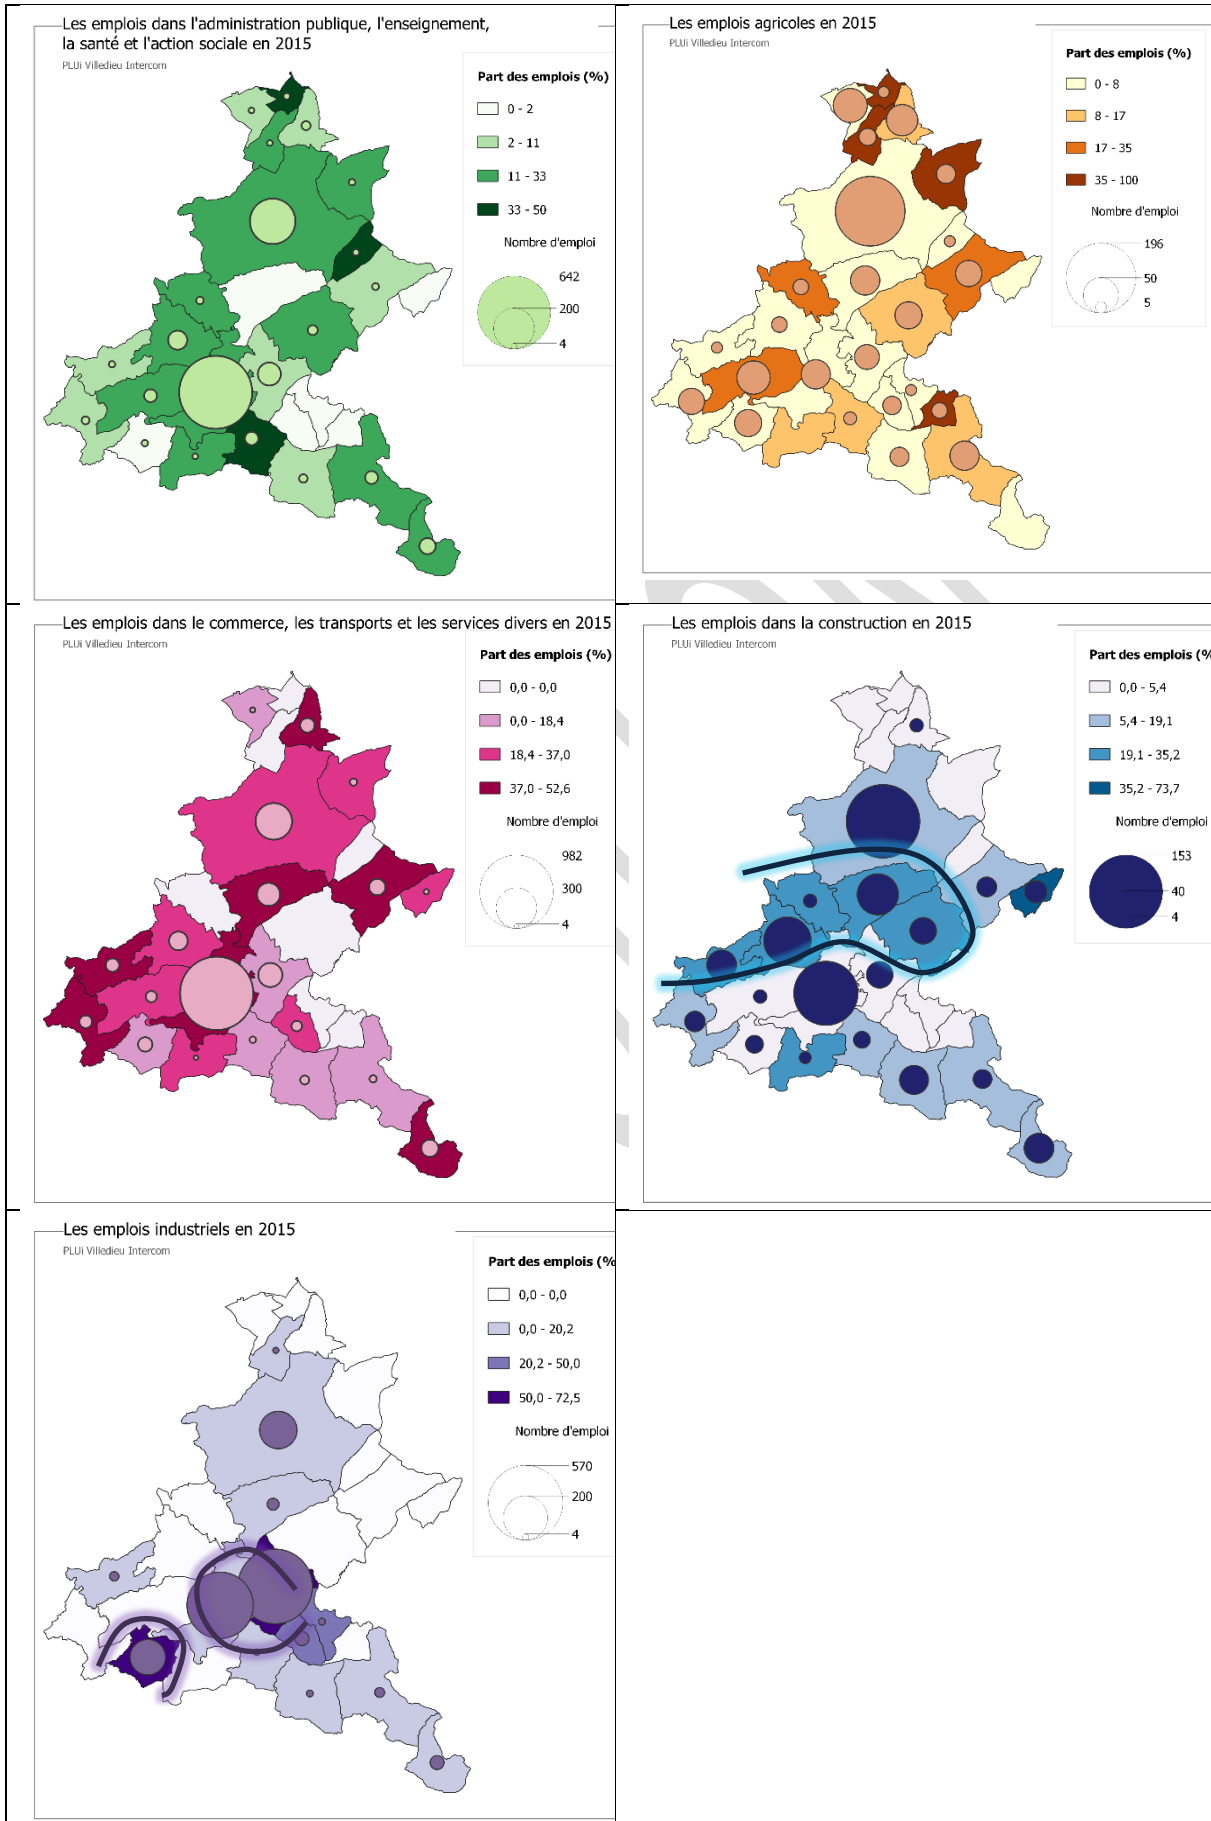 Les emplois dans l'administration publique, l'enseignement,
la santé et l'action sociale en 2015
PLUi Villedieu Intercom
Part des emplois (%)
0 - 2
2 - 11
11 - 33
33 - 50
Nombre d'emploi
642
200
4
Les emplois agricoles en 2015
PLUi Villedieu Intercom
Part des emplois (%)
0 - 8
8 - 17
17 - 35
35 - 100
Nombre d'emploi
196
50
5
Les emplois dans le commerce, les transports et les services divers en 2015
PLUi Villedieu Intercom
Part des emplois (%)
0,0 - 0,0
0,0 - 18,4
18,4 - 37,0
37,0 - 52,6
Nombre d'emploi
982
300
4
Les emplois dans la construction en 2015
PLUi Villedieu Intercom
Part des emplois (%
0,0 - 5,4
5,4 - 19,1
19,1 - 35,2
35,2 - 73,7
Nombre d'emploi
153
40
4
Les emplois industriels en 2015
PLUi Villedieu Intercom
Part des emplois (%
0,0 - 0,0
0,0 - 20,2
20,2 - 50,0
50,0 - 72,5
Nombre d'emploi
570
200
4